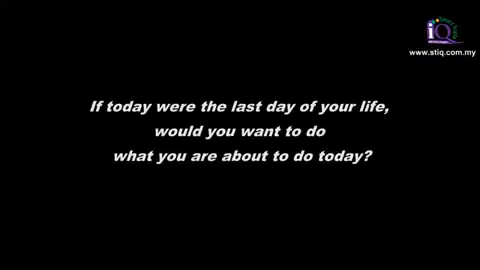 iQ
www.stiq.com.my
If today were the last day of your life,
would you want to do
what you are about to do today?